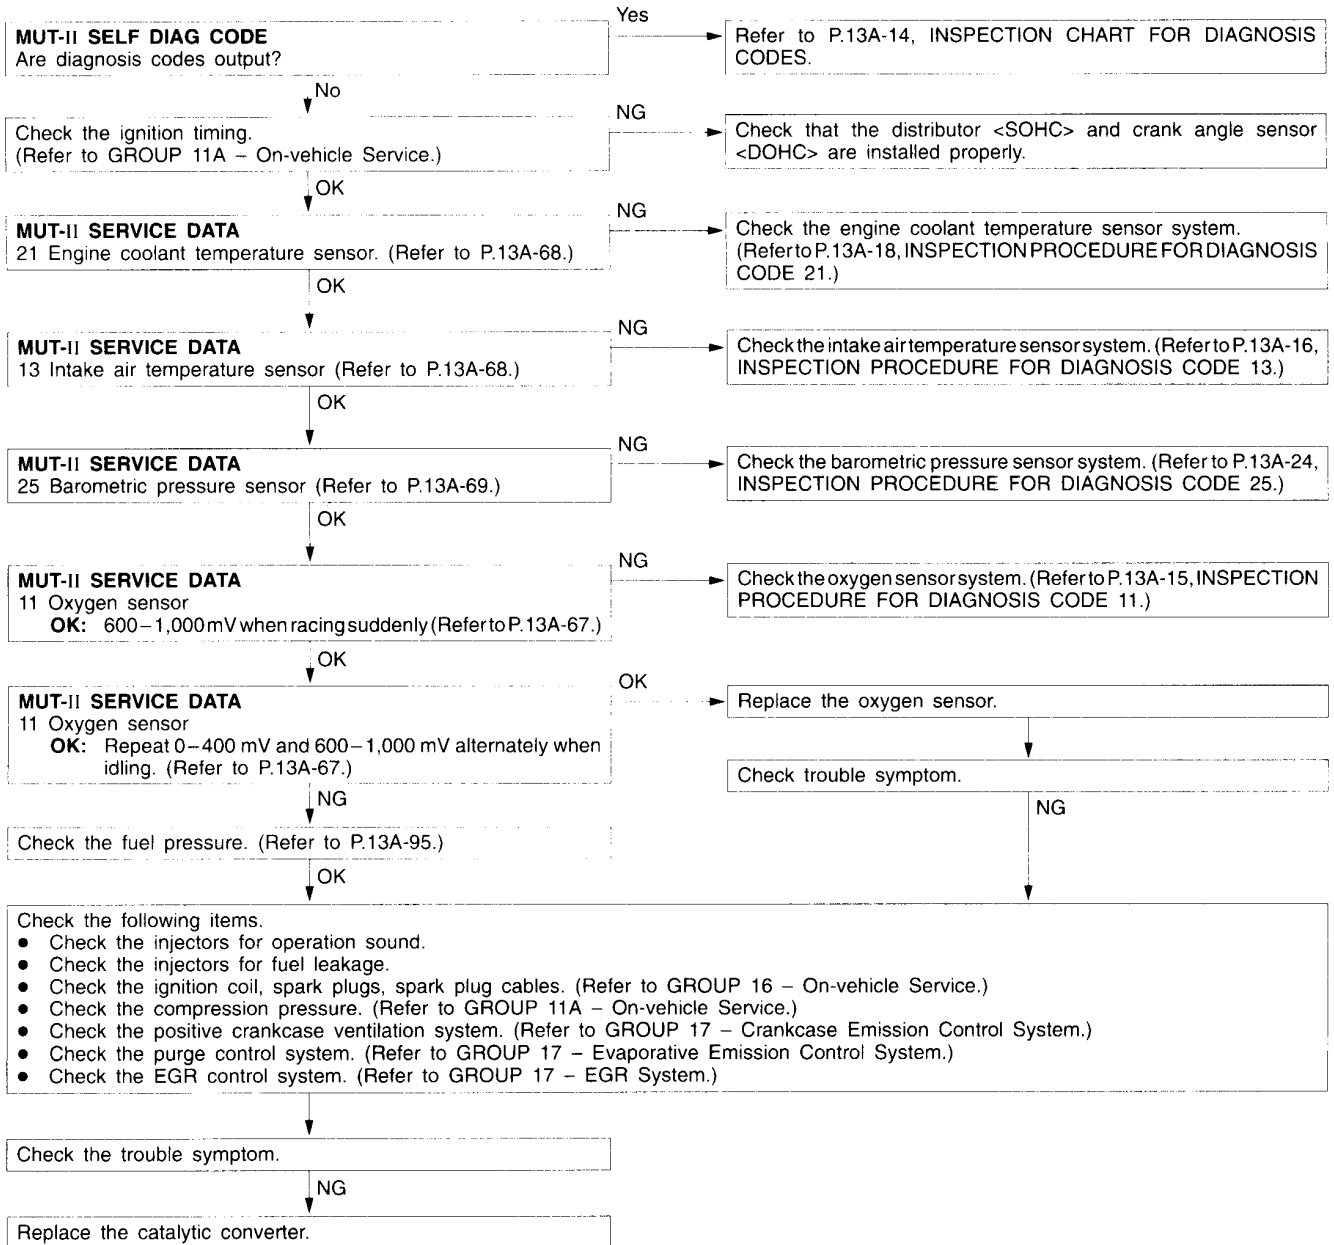 Yes
MUT-II SELF DIAG CODE
Are diagnosis codes output?
Refer to P.13A-14, INSPECTION CHART FOR DIAGNOSIS
CODES.
No
NG
Check the ignition timing.
(Refer to GROUP 11A – On-vehicle Service.)
Check that the distributor <SOHC> and crank angle sensor
<DOHC> are installed properly.
OK
NG
MUT-II SERVICE DATA
21 Engine coolant temperature sensor. (Refer to P.13A-68.)
Check the engine coolant temperature sensor system.
(Refer to P.13A-18, INSPECTION PROCEDURE FOR DIAGNOSIS
CODE 21.)
OK
NG
MUT-II SERVICE DATA
13 Intake air temperature sensor (Refer to P.13A-68.)
Check the intake air temperature sensor system. (Refer to P.13A-16,
INSPECTION PROCEDURE FOR DIAGNOSIS CODE 13.)
OK
NG
MUT-II SERVICE DATA
25 Barometric pressure sensor (Refer to P.13A-69.)
Check the barometric pressure sensor system. (Refer to P.13A-24,
INSPECTION PROCEDURE FOR DIAGNOSIS CODE 25.)
OK
NG
MUT-II SERVICE DATA
11 Oxygen sensor
OK: 600–1,000 mV when racing suddenly (Refer to P.13A-67.)
Check the oxygen sensor system. (Refer to P.13A-15, INSPECTION
PROCEDURE FOR DIAGNOSIS CODE 11.)
OK
OK
MUT-II SERVICE DATA
11 Oxygen sensor
OK: Repeat 0–400 mV and 600–1,000 mV alternately when
idling. (Refer to P.13A-67.)
Replace the oxygen sensor.
Check trouble symptom.
NG
NG
Check the fuel pressure. (Refer to P.13A-95.)
OK
Check the following items.
● Check the injectors for operation sound.
● Check the injectors for fuel leakage.
● Check the ignition coil, spark plugs, spark plug cables. (Refer to GROUP 16 – On-vehicle Service.)
● Check the compression pressure. (Refer to GROUP 11A – On-vehicle Service.)
● Check the positive crankcase ventilation system. (Refer to GROUP 17 – Crankcase Emission Control System.)
● Check the purge control system. (Refer to GROUP 17 – Evaporative Emission Control System.)
● Check the EGR control system. (Refer to GROUP 17 – EGR System.)
Check the trouble symptom.
NG
Replace the catalytic converter.